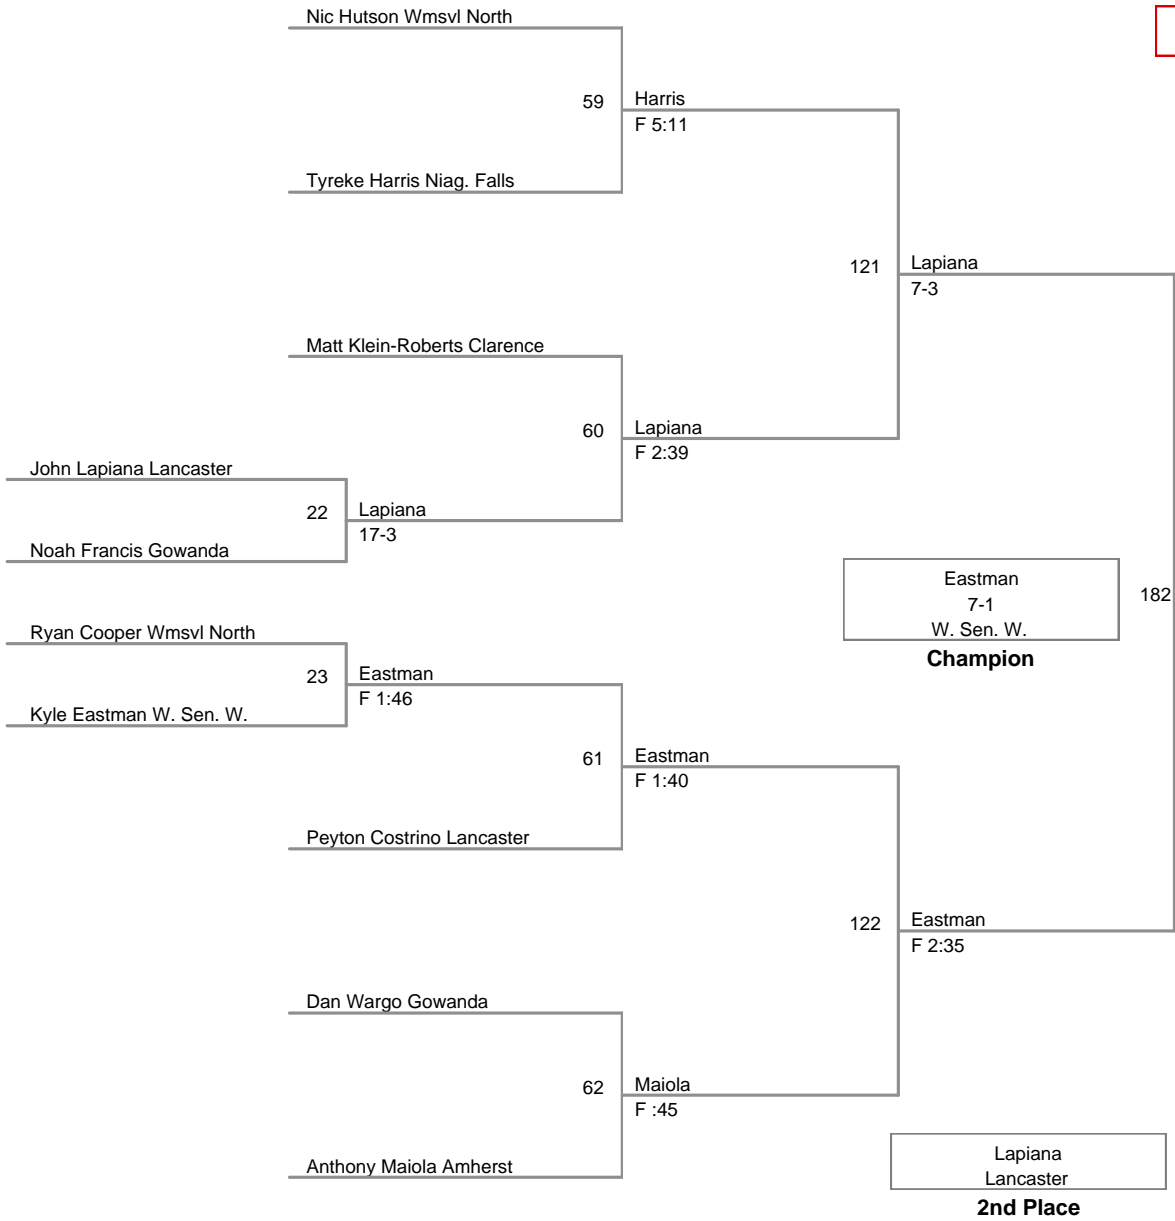 Nic Hutson Wmsvl North
59
Harris
F 5:11
Tyreke Harris Niag. Falls
121
Lapiana
7-3
Matt Klein-Roberts Clarence
60
Lapiana
F 2:39
John Lapiana Lancaster
22
Lapiana
17-3
Noah Francis Gowanda
Eastman
7-1
W. Sen. W.
Champion
182
Ryan Cooper Wmsvl North
23
Eastman
F 1:46
Kyle Eastman W. Sen. W.
61
Eastman
F 1:40
Peyton Costrino Lancaster
122
Eastman
F 2:35
Dan Wargo Gowanda
62
Maiola
F :45
Anthony Maiola Amherst
Lapiana
Lancaster
2nd Place